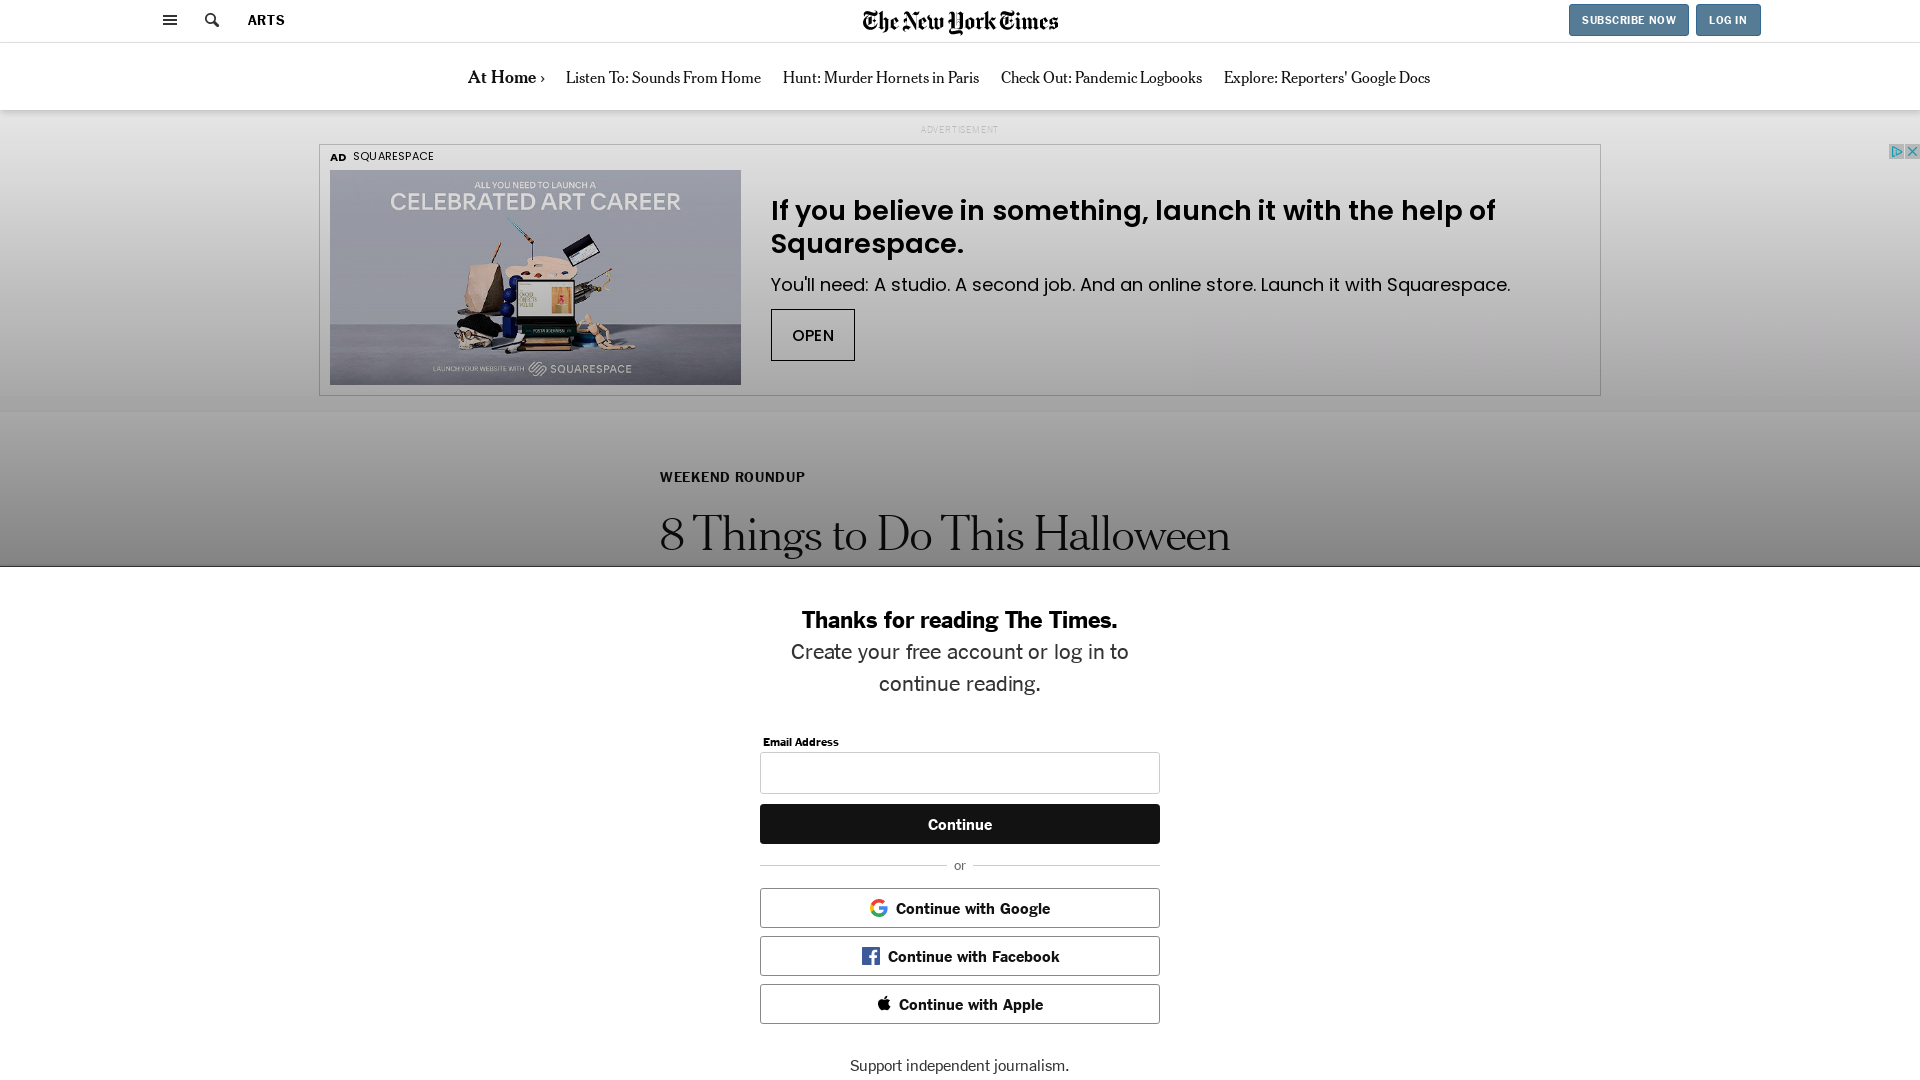 ARTS
The New York Times
SUBSCRIBE NOW
LOG IN
At Home ›
Listen To: Sounds From Home
Hunt: Murder Hornets in Paris
Check Out: Pandemic Logbooks
Explore: Reporters' Google Docs
ADVERTISEMENT
AD SQUARESPACE
ALL YOU NEED TO LAUNCH A
CELEBRATED ART CAREER
LAUNCH YOUR WEBSITE WITH SQUARESPACE
If you believe in something, launch it with the help of
Squarespace.
You'll need: A studio. A second job. And an online store. Launch it with Squarespace.
OPEN
WEEKEND ROUNDUP
8 Things to Do This Halloween
Thanks for reading The Times.
Create your free account or log in to
continue reading.
Email Address
Continue
or
Continue with Google
Continue with Facebook
Continue with Apple
Support independent journalism.